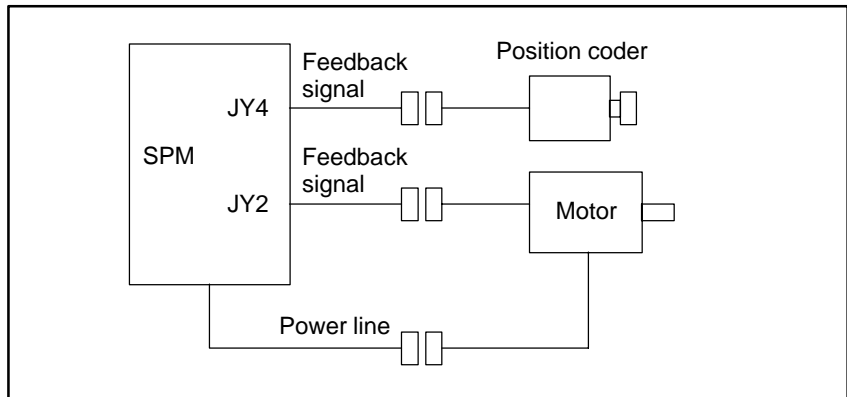 Position coder
Feedback
signal
JY4
SPM
Feedback
signal
JY2
Motor
Power line